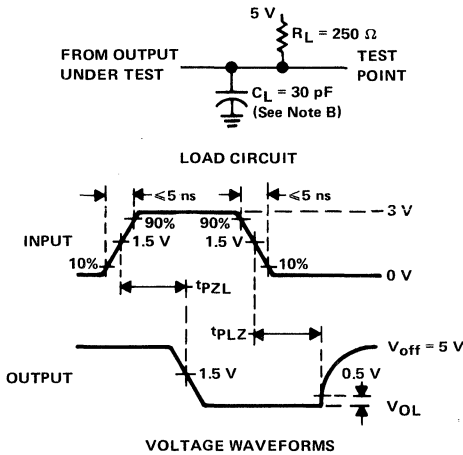 5 V
R_L = 250 Ω
FROM OUTPUT
UNDER TEST
TEST
POINT
C_L = 30 pF
(See Note B)
LOAD CIRCUIT
≤5 ns
≤5 ns
3 V
90%
90%
INPUT
1.5 V
1.5 V
10%
10%
0 V
t_PZL
t_PLZ
V_off = 5 V
OUTPUT
1.5 V
0.5 V
V_OL
VOLTAGE WAVEFORMS